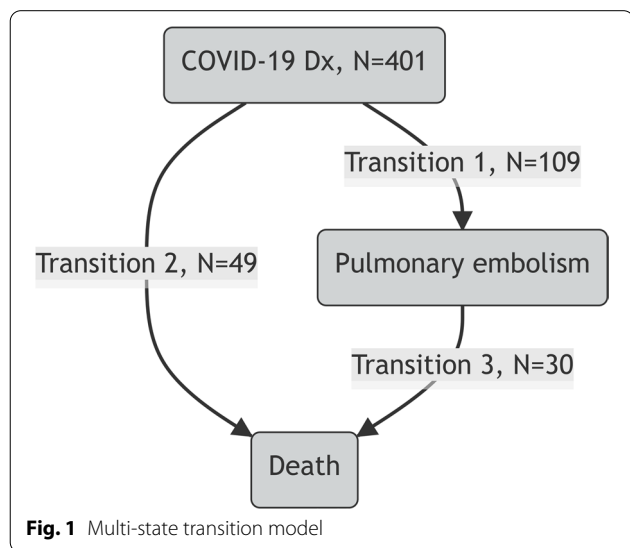 COVID-19 Dx, N=401
Transition 1, N=109
Transition 2, N=49
Pulmonary embolism
Transition 3, N=30
Death
Fig. 1 Multi-state transition model